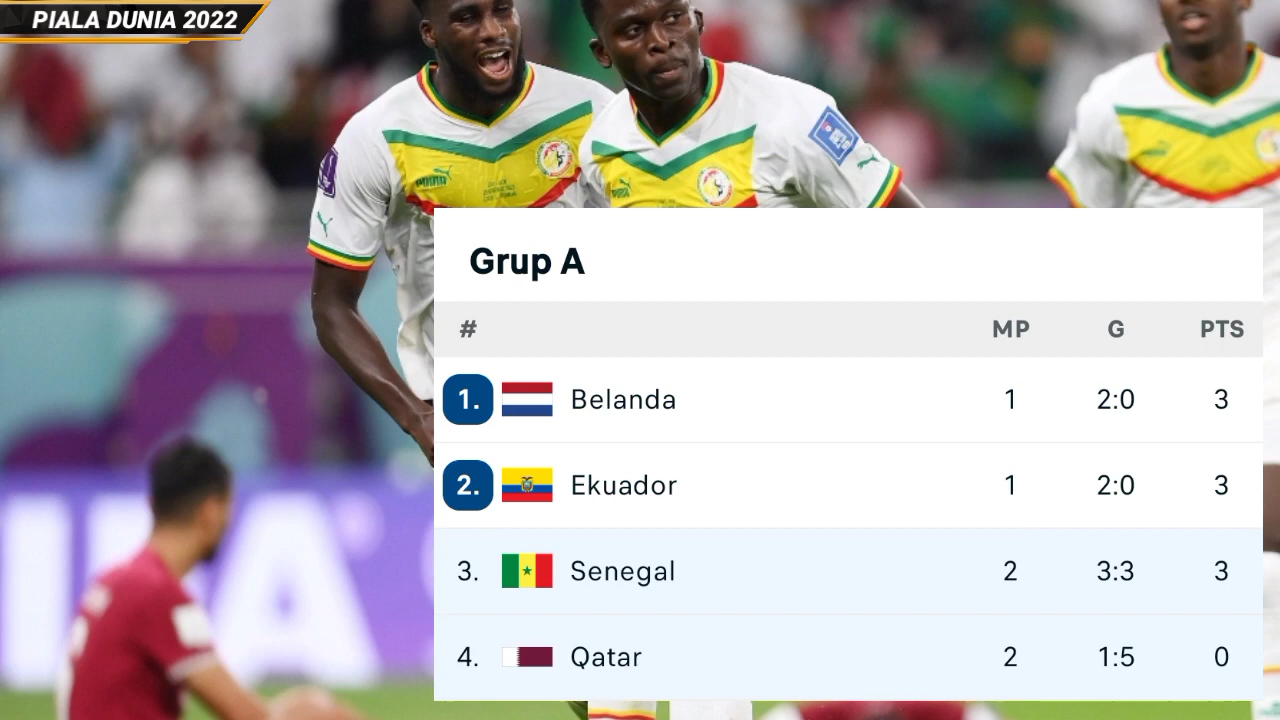 PIALA DUNIA 2022
Grup A
# MP G PTS
1. Belanda 1 2:0 3
2. Ekuador 1 2:0 3
3. Senegal 2 3:3 3
4. Qatar 2 1:5 0
PUMA